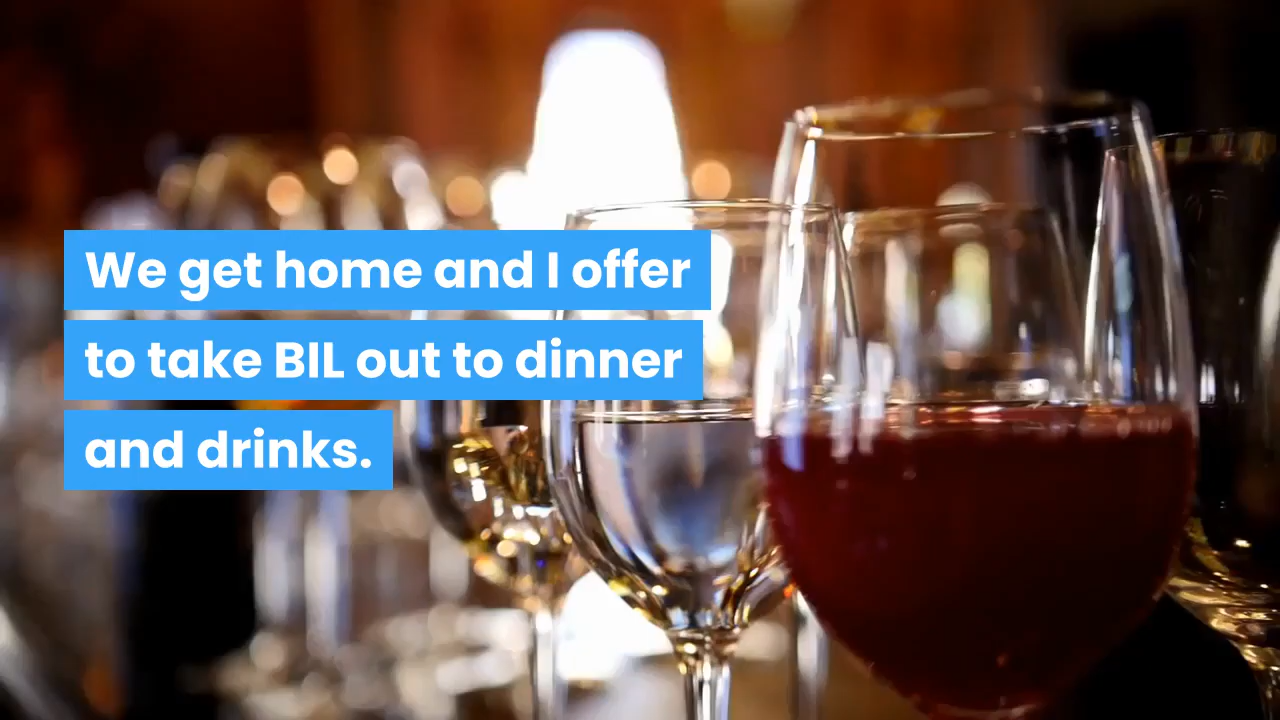 We get home and I offer
to take BIL out to dinner
and drinks.